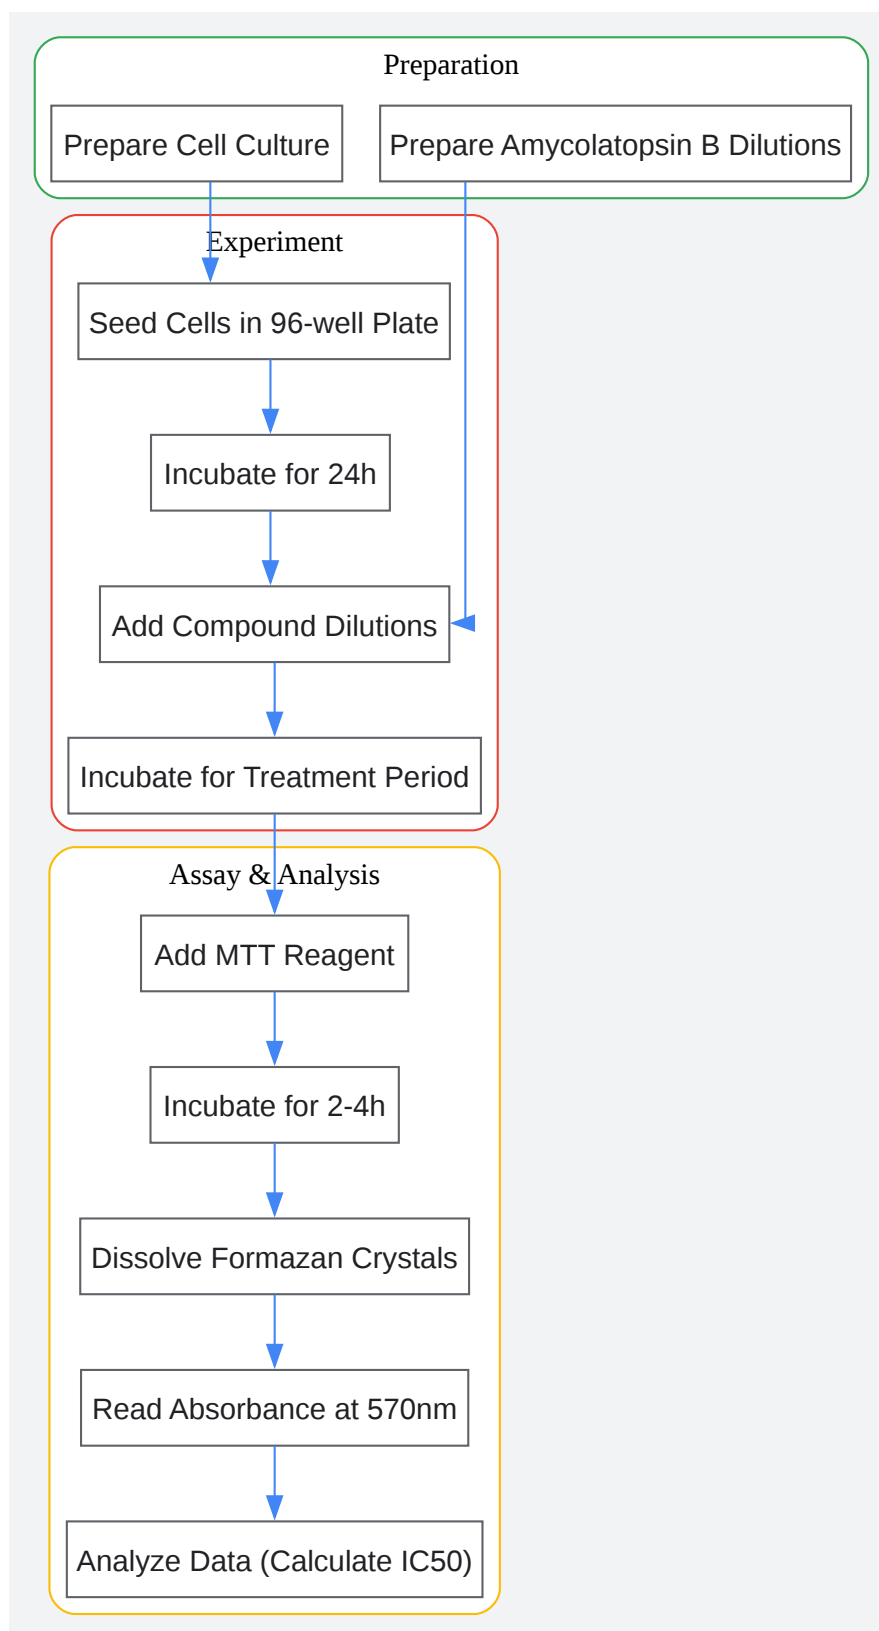 Preparation
Prepare Cell Culture
Prepare Amycolatopsin B Dilutions
Experiment
Seed Cells in 96-well Plate
Incubate for 24h
Add Compound Dilutions
Incubate for Treatment Period
Assay & Analysis
Add MTT Reagent
Incubate for 2-4h
Dissolve Formazan Crystals
Read Absorbance at 570nm
Analyze Data (Calculate IC50)